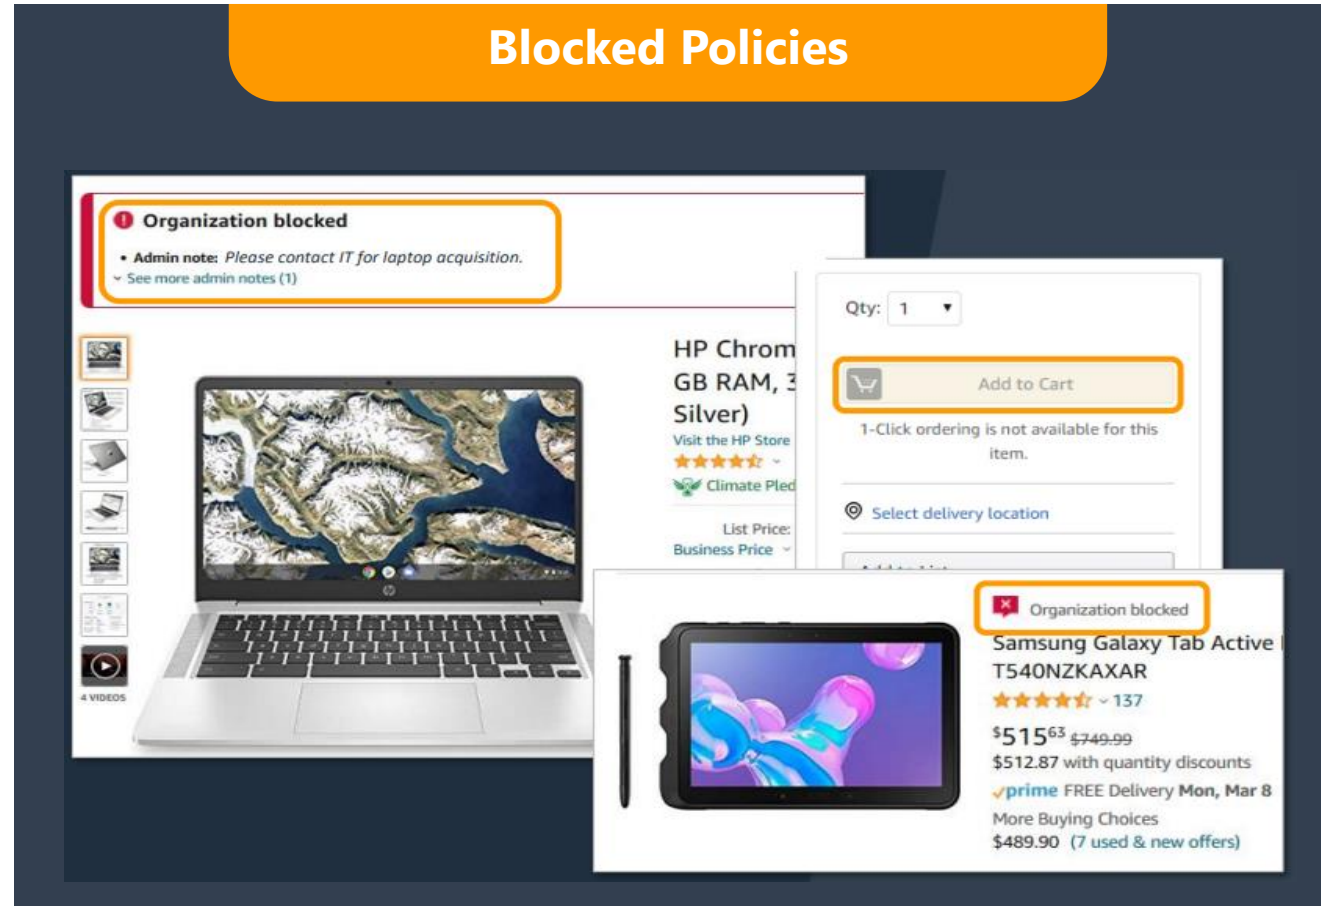 Blocked Policies
Organization blocked
• Admin note: Please contact IT for laptop acquisition.
See more admin notes (1)
HP Chrom
GB RAM, 3
Silver)
Visit the HP Store
Climate Pled
List Price:
Business Price
4 VIDEOS
Qty: 1
Add to Cart
1-Click ordering is not available for this
item.
Select delivery location
Organization blocked
Samsung Galaxy Tab Active
T540NZKAXAR
137
$51563 $749.99
$512.87 with quantity discounts
prime FREE Delivery Mon, Mar 8
More Buying Choices
$489.90 (7 used & new offers)